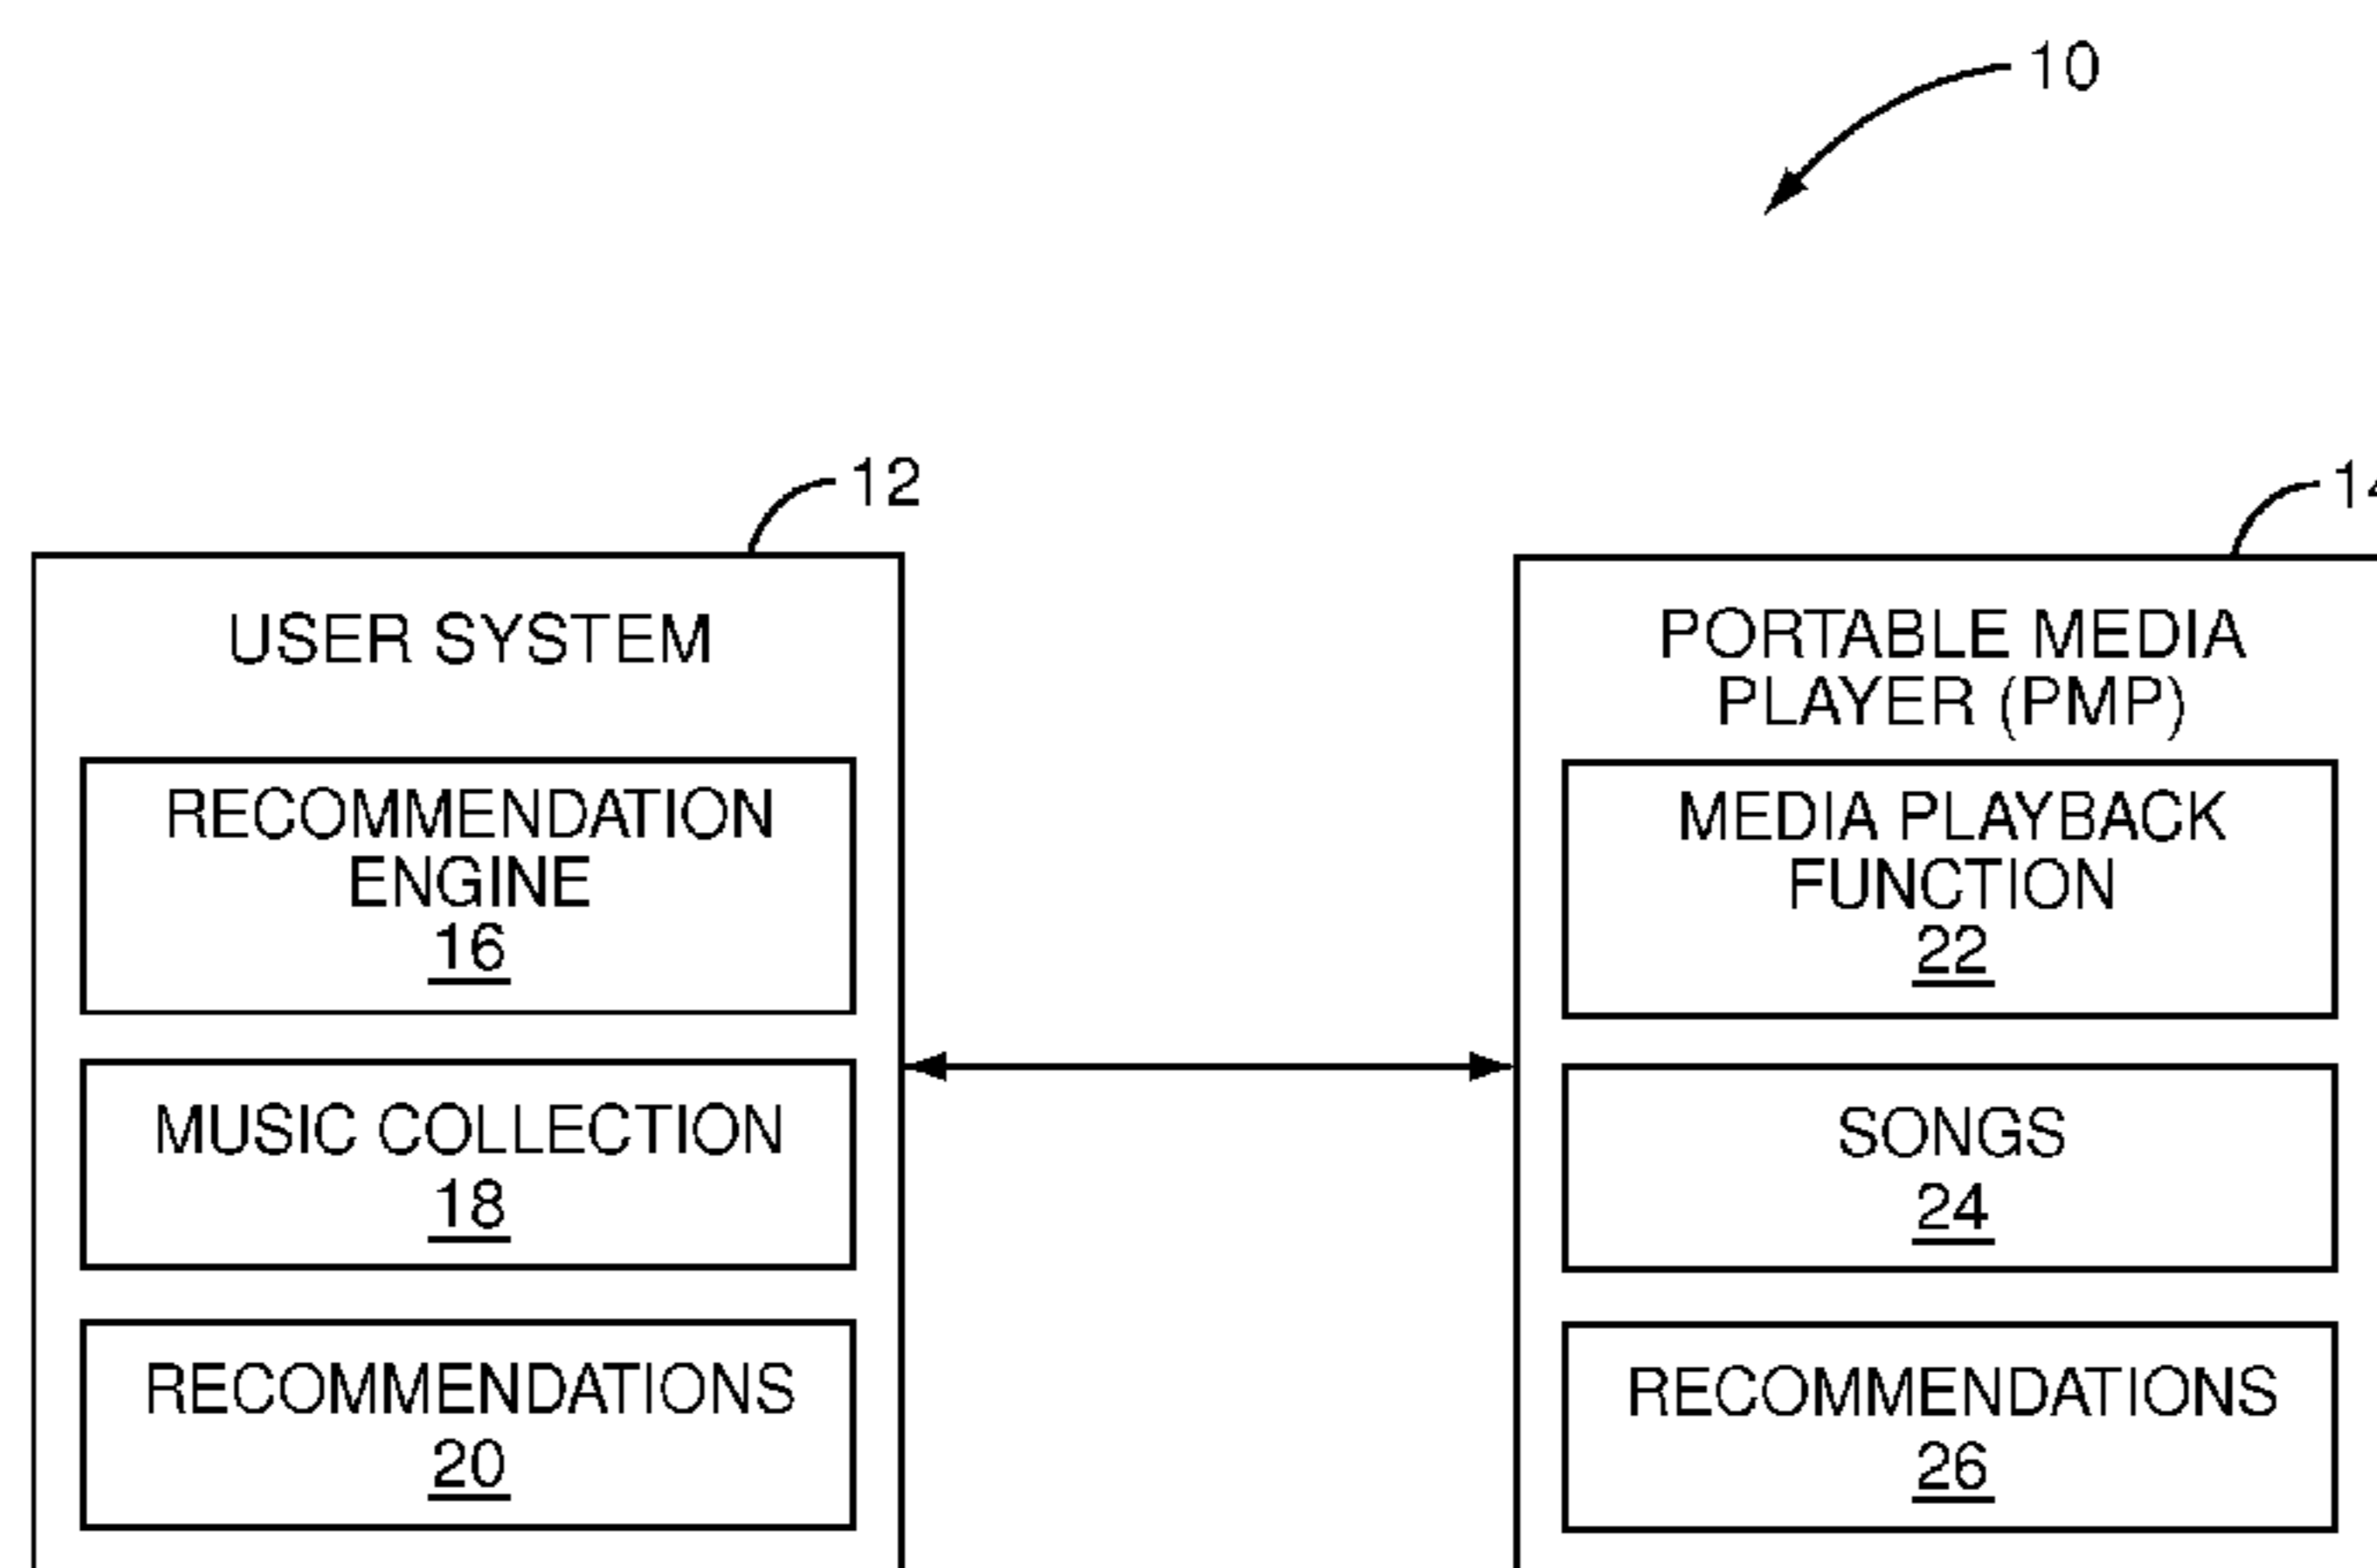 10
12
USER SYSTEM
RECOMMENDATION
ENGINE
16
MUSIC COLLECTION
18
RECOMMENDATIONS
20
14
PORTABLE MEDIA
PLAYER (PMP)
MEDIA PLAYBACK
FUNCTION
22
SONGS
24
RECOMMENDATIONS
26